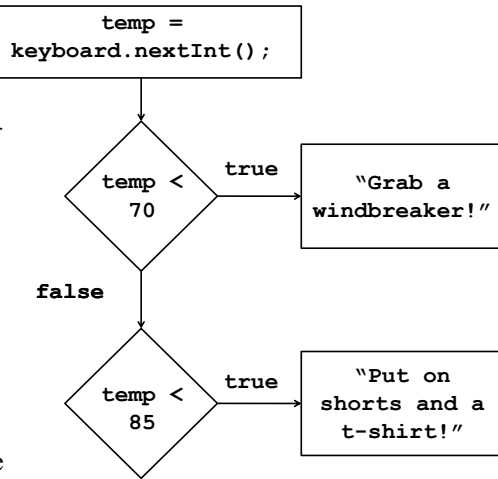 temp =
keyboard.nextInt();
temp <
70
true
“Grab a
windbreaker!”
false
temp <
85
true
“Put on
shorts and a
t-shirt!”